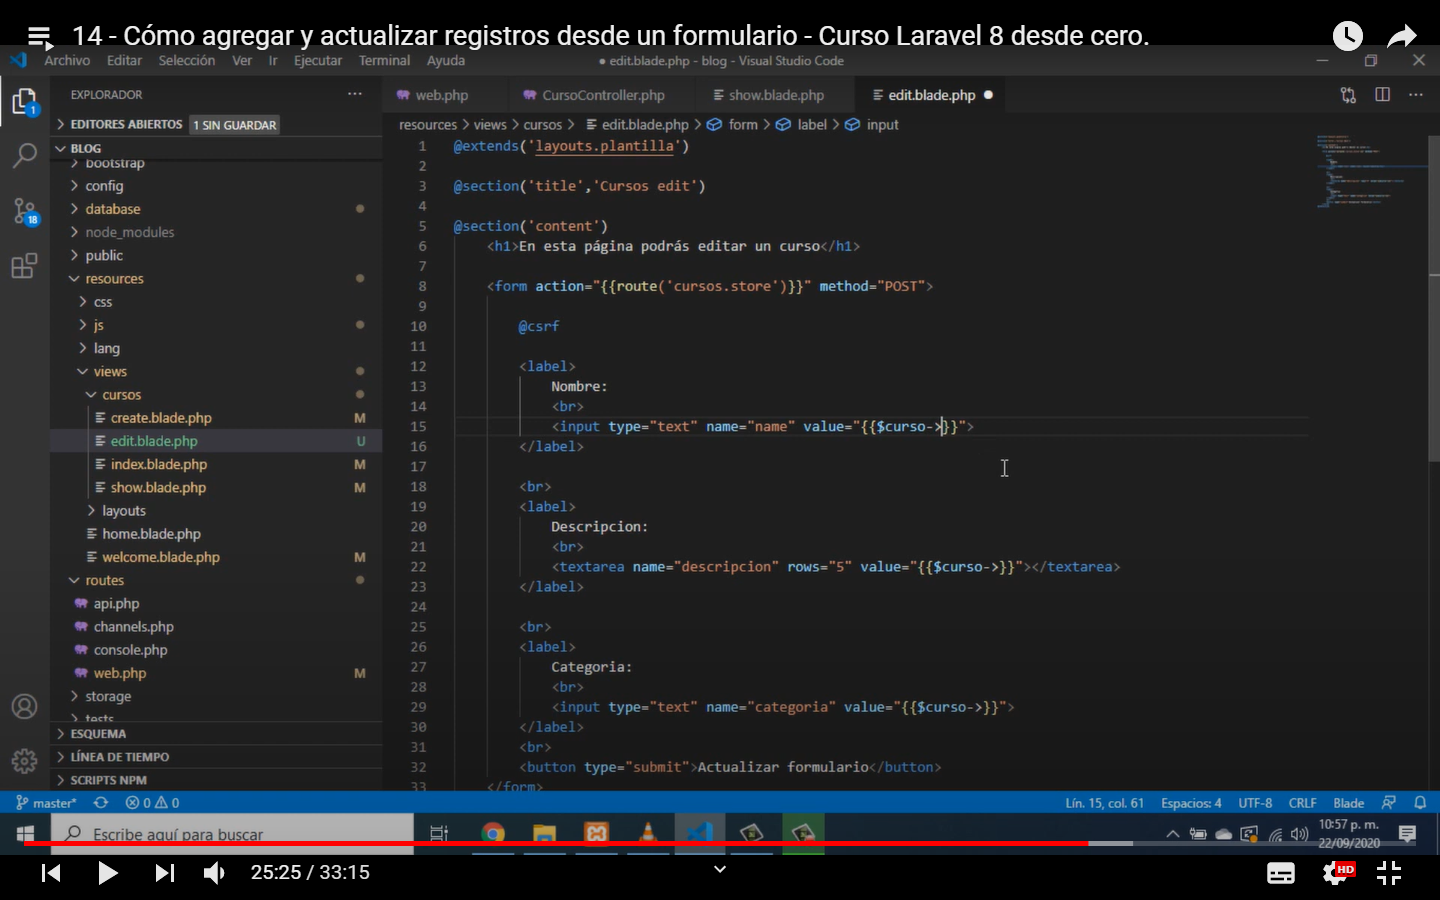 14 - Cómo agregar y actualizar registros desde un formulario - Curso Laravel 8 desde cero.
Archivo Editar Selección Ver Ir Ejecutar Terminal Ayuda
● edit.blade.php - blog - Visual Studio Code
EXPLORADOR ...
web.php CursoController.php show.blade.php edit.blade.php ●
1
EDITORES ABIERTOS 1 SIN GUARDAR
resources > views > cursos > edit.blade.php > form > label > input
BLOG
bootstrap
config
database
node_modules
public
resources
css
js
lang
views
cursos
create.blade.php M
edit.blade.php U
index.blade.php M
show.blade.php M
layouts
home.blade.php
welcome.blade.php M
routes
api.php
channels.php
console.php
web.php M
storage
tests
ESQUEMA
LÍNEA DE TIEMPO
SCRIPTS NPM
18
1 @extends('layouts.plantilla')
2
3 @section('title','Cursos edit')
4
5 @section('content')
6 <h1>En esta página podrás editar un curso</h1>
7
8 <form action="{{route('cursos.store')}}" method="POST">
9
10 @csrf
11
12 <label>
13 Nombre:
14 <br>
15 <input type="text" name="name" value="{{$curso->}}">
16 </label>
17
18 <br>
19 <label>
20 Descripcion:
21 <br>
22 <textarea name="descripcion" rows="5" value="{{$curso->}}"></textarea>
23 </label>
24
25 <br>
26 <label>
27 Categoria:
28 <br>
29 <input type="text" name="categoria" value="{{$curso->}}">
30 </label>
31 <br>
32 <button type="submit">Actualizar formulario</button>
33 </form>
master* 0 0 Lín. 15, col. 61 Espacios: 4 UTF-8 CRLF Blade
Escribe aquí para buscar
10:57 p. m.
22/09/2020
25:25 / 33:15
HD